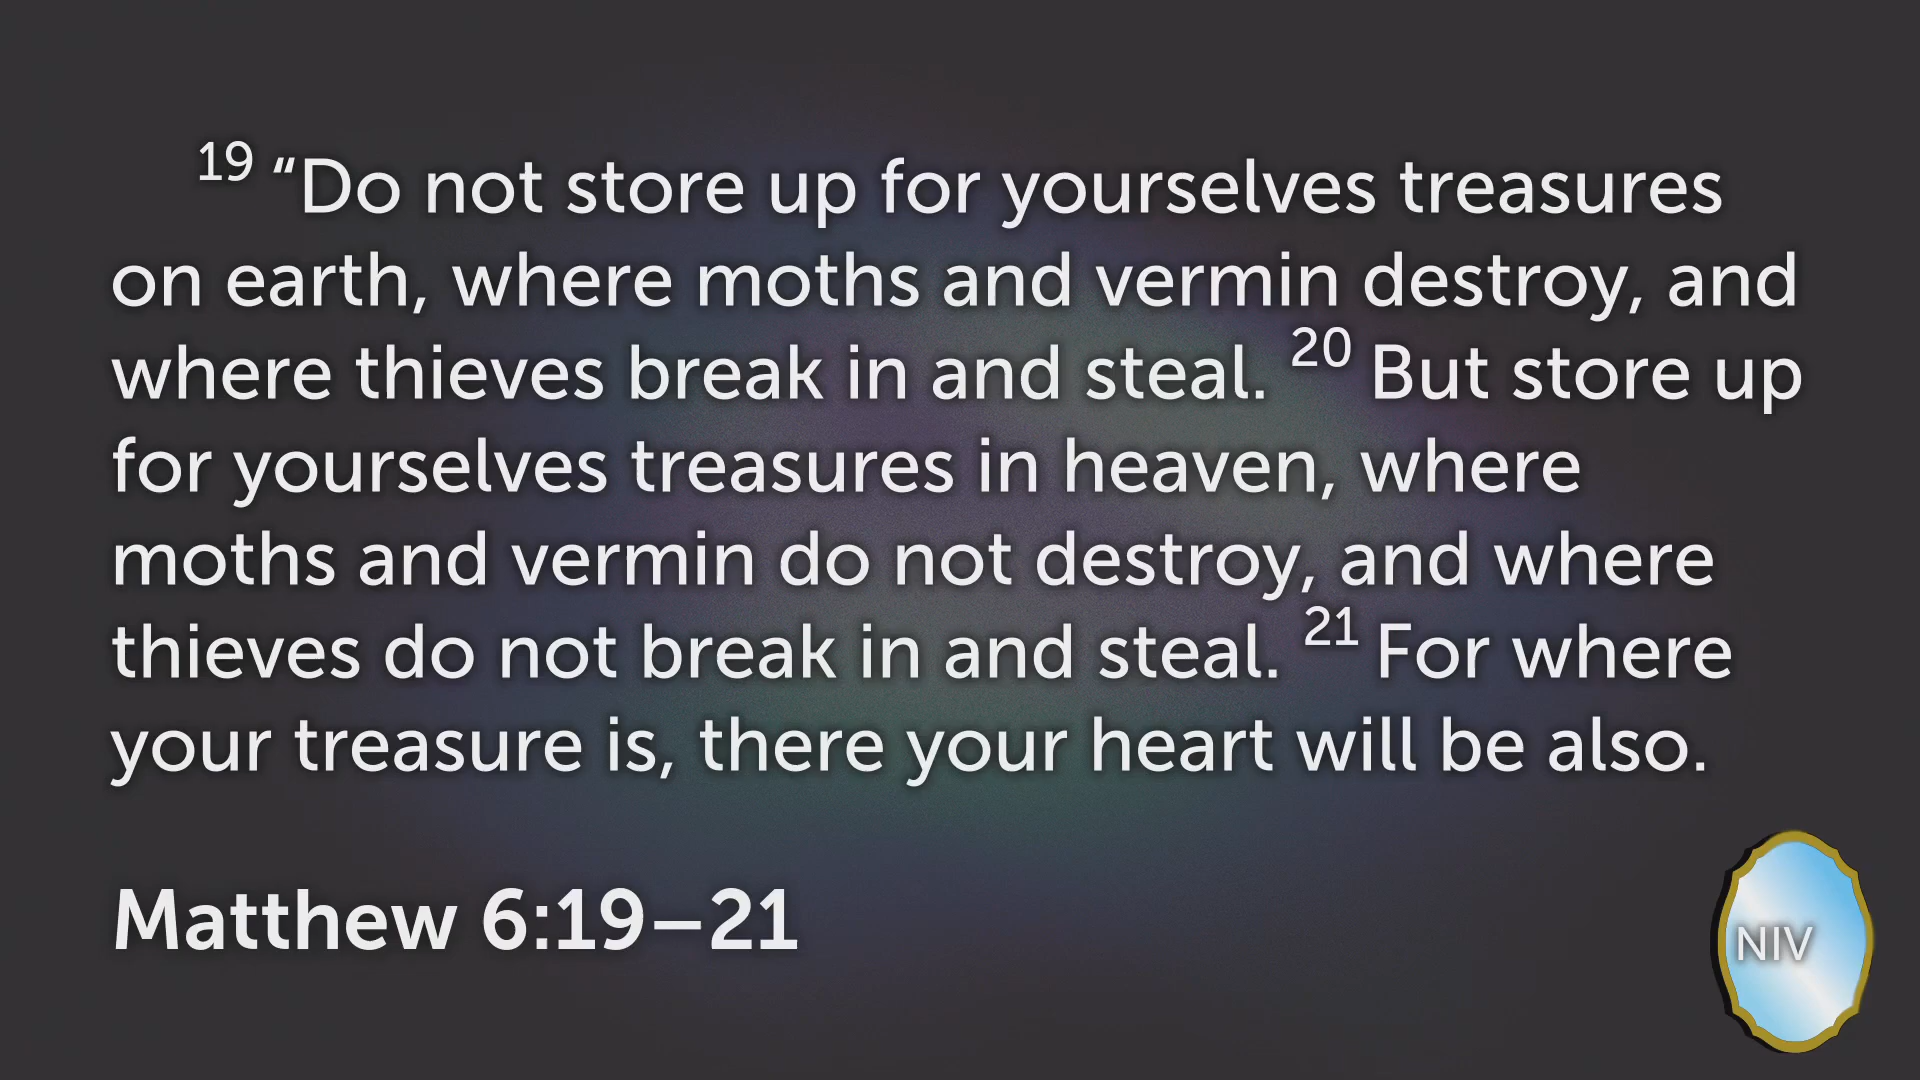 19 “Do not store up for yourselves treasures
on earth, where moths and vermin destroy, and
where thieves break in and steal. 20 But store up
for yourselves treasures in heaven, where
moths and vermin do not destroy, and where
thieves do not break in and steal. 21 For where
your treasure is, there your heart will be also.
Matthew 6:19–21
NIV